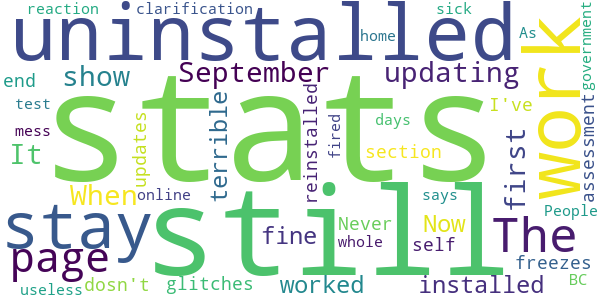 reaction clarification sick
uninstalled home As
September updating work government
end show
stats
test terrible reinstalled fired days I've
mess updates section first assessment
It
When online says People
stay still fine Never Now The
page whole self freezes
useless dosn't glitches worked installed BC